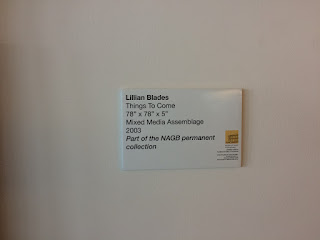 Lillian Blades
Things To Come
78" x 78" x 5"
Mixed Media Assemblage
2003
Part of the NAGB permanent
collection